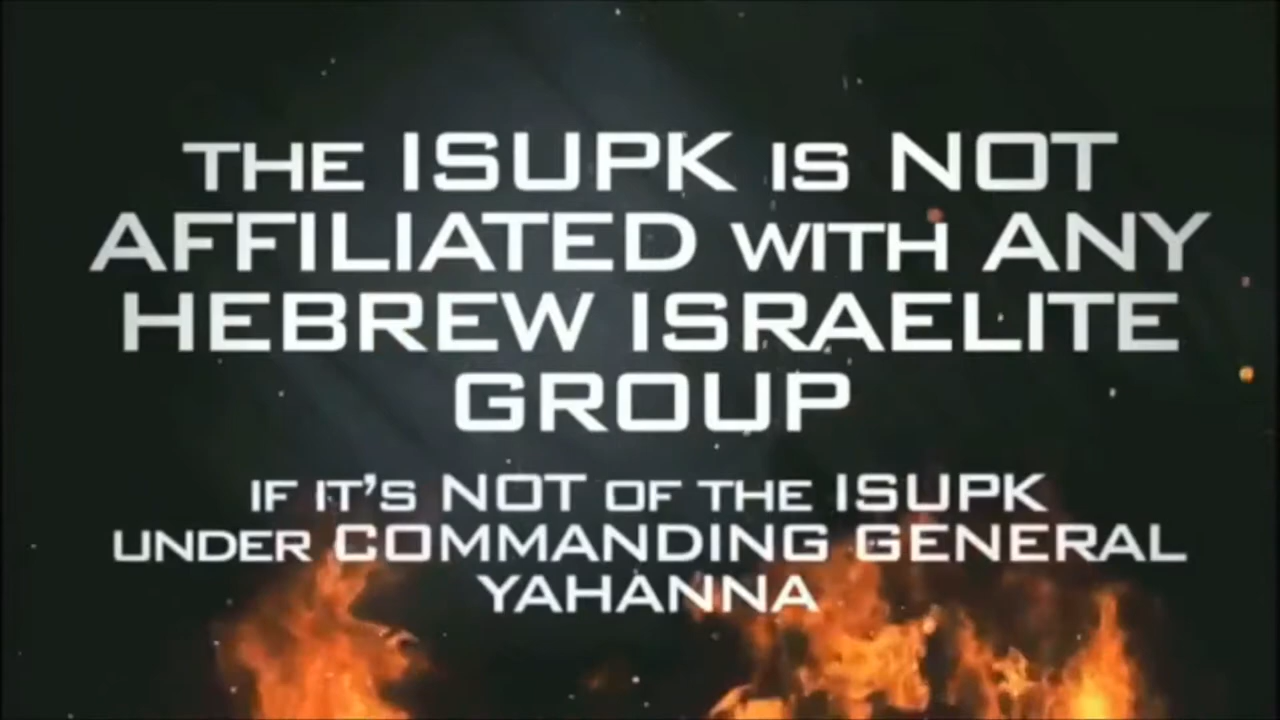 THE ISUPK IS NOT
AFFILIATED WITH ANY
HEBREW ISRAELITE
GROUP
IF IT'S NOT OF THE ISUPK
UNDER COMMANDING GENERAL
YAHANNA